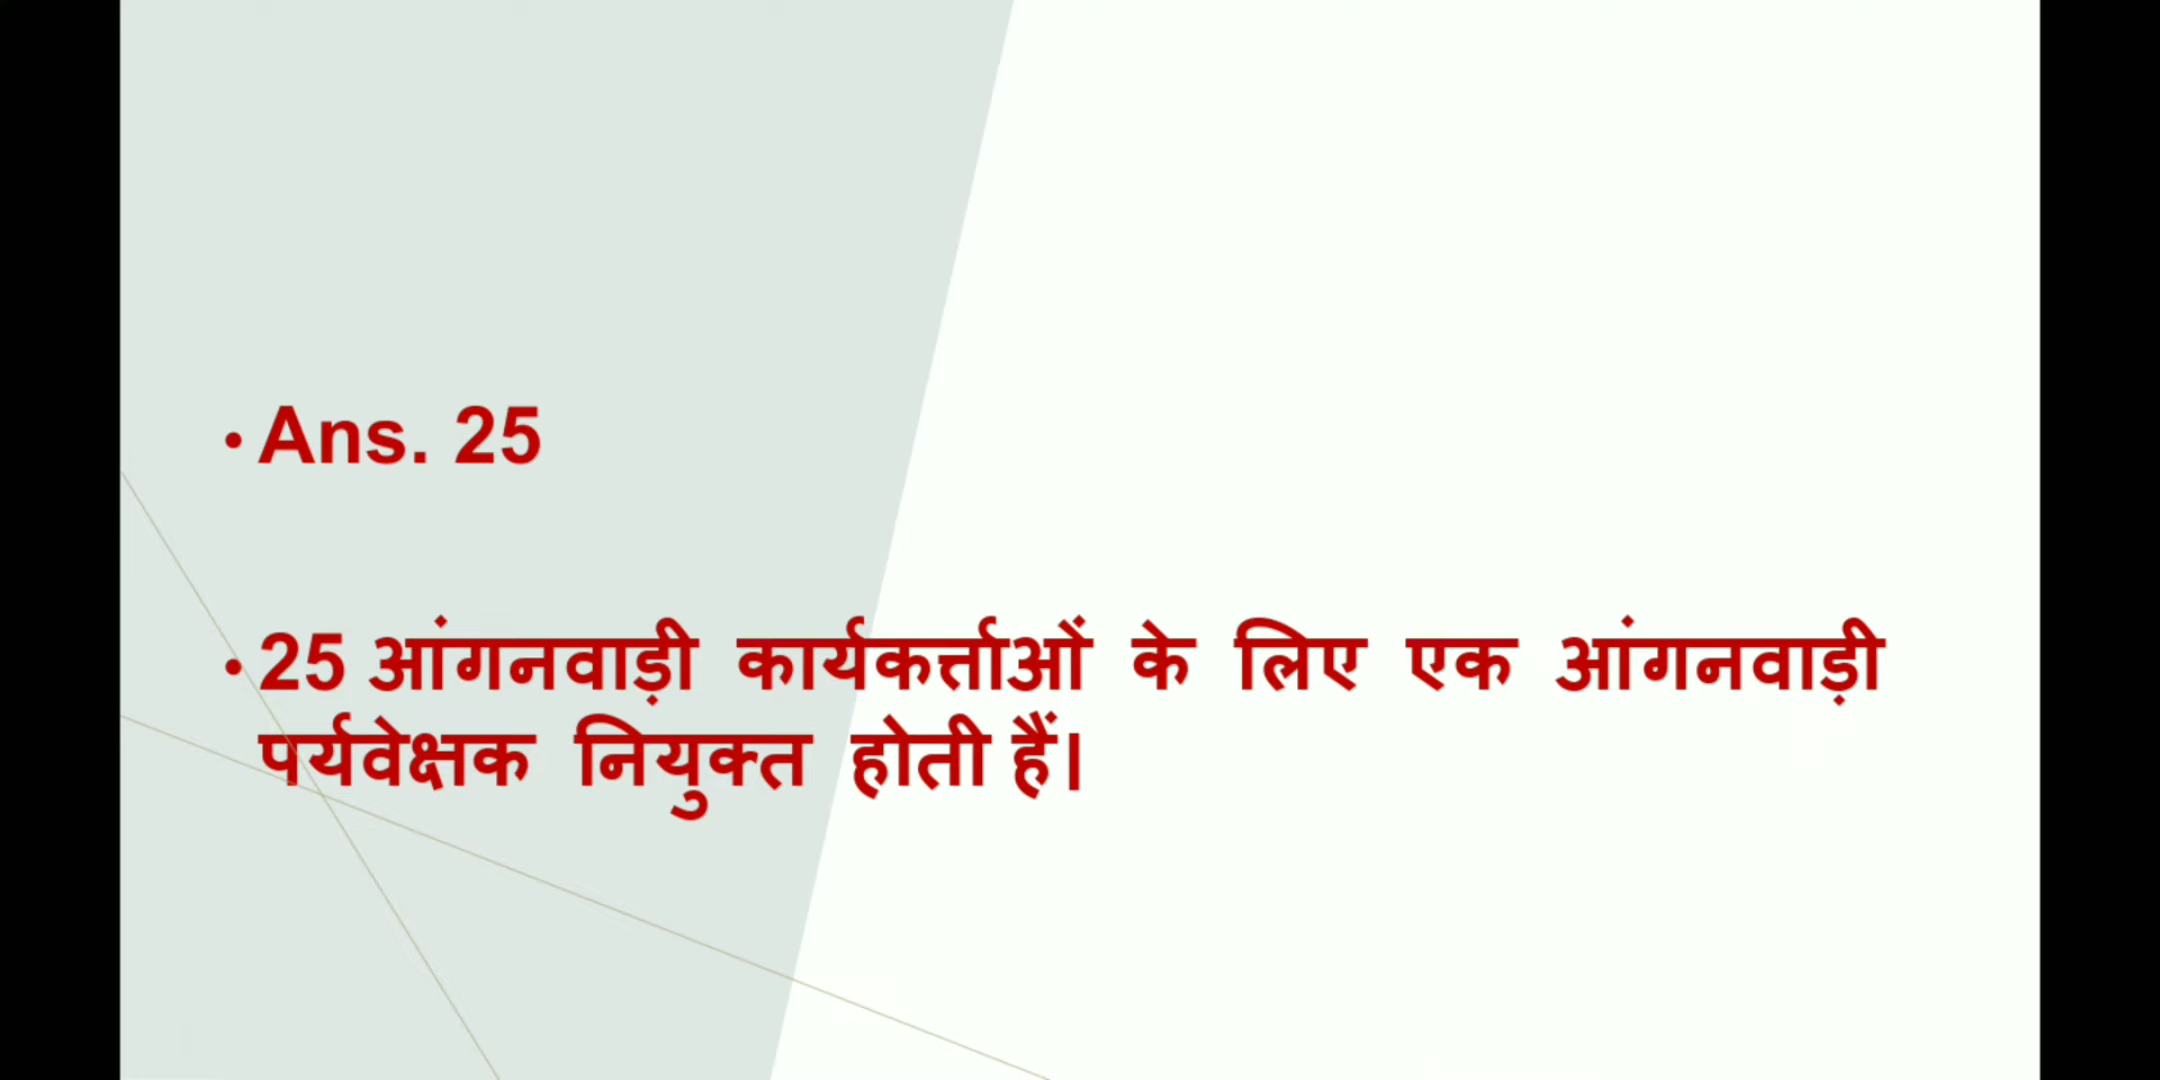 • Ans. 25
• 25 आंगनवाड़ी कार्यकर्त्ताओं के लिए एक आंगनवाड़ी
पर्यवेक्षक नियुक्त होती हैं।